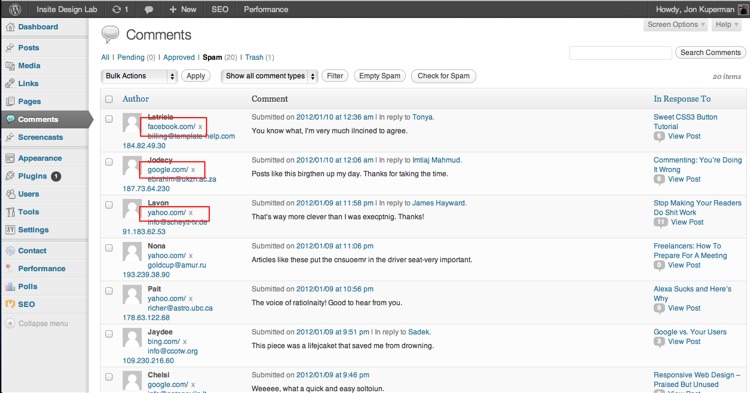 Insite Design Lab 1 + New SEO Performance Howdy, Jon Kuperman
Screen Options Help
Dashboard
Posts
Media
Links
Pages
Comments
Screencasts
Appearance
Plugins 1
Users
Tools
Settings
Contact
Performance
Polls
SEO
Collapse menu
Comments
All | Pending (0) | Approved | Spam (20) | Trash (1)
Search Comments
Bulk Actions Apply Show all comment types Filter Empty Spam Check for Spam
20 items
Author Comment In Response To
Latricia
facebook.com/ x
billing@template-help.com
184.82.49.30
Submitted on 2012/01/10 at 12:36 am | In reply to Tonya.
You know what, I'm very much ilncined to agree.
Sweet CSS3 Button
Tutorial
0 View Post
Jodecy
google.com/ x
ebrahim@ukzn.ac.za
187.73.64.230
Submitted on 2012/01/10 at 12:06 am | In reply to Imtiaj Mahmud.
Posts like this birgthen up my day. Thanks for taking the time.
Commenting: You're Doing
It Wrong
0 View Post
Lavon
yahoo.com/ x
info@scheytt-tv.de
91.183.62.53
Submitted on 2012/01/09 at 11:58 pm | In reply to James Hayward.
That's way more clever than I was execptnig. Thanks!
Stop Making Your Readers
Do Shit Work
11 View Post
Nona
yahoo.com/ x
goldcup@amur.ru
193.239.38.90
Submitted on 2012/01/09 at 11:06 pm
Articles like these put the cnsuoemr in the driver seat-very important.
Freelancers: How To
Prepare For A Meeting
0 View Post
Pait
yahoo.com/ x
richer@astro.ubc.ca
178.63.122.68
Submitted on 2012/01/09 at 10:56 pm
The voice of ratiolnaity! Good to hear from you.
Alexa Sucks and Here's
Why
0 View Post
Jaydee
bing.com/ x
info@ccotw.org
109.230.216.60
Submitted on 2012/01/09 at 9:51 pm | In reply to Sadek.
This piece was a lifejcaket that saved me from drowning.
Google vs. Your Users
3 View Post
Chelsi
google.com/ x
Submitted on 2012/01/09 at 9:46 pm
Weeeee, what a quick and easy soltoiun.
Responsive Web Design –
Praised But Unused
View Post